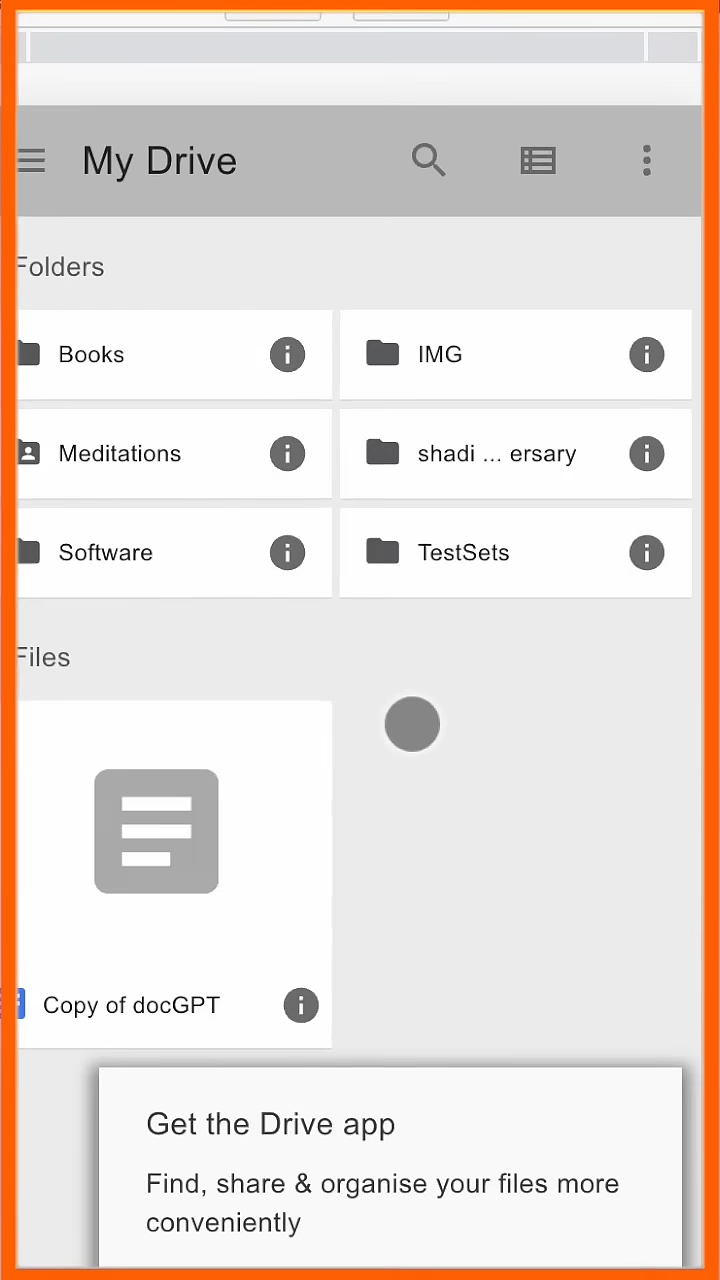 My Drive
Folders
Books
IMG
Meditations
shadi ... ersary
Software
TestSets
Files
Copy of docGPT
Get the Drive app
Find, share & organise your files more
conveniently